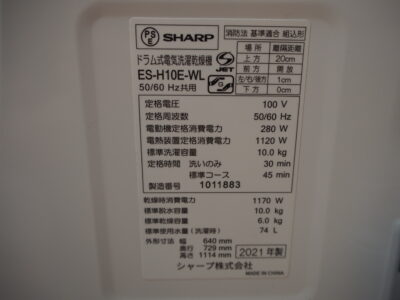 PS E SHARP
ドラム式電気洗濯乾燥機
ES-H10E-WL
50/60 Hz共用
S JET
消防法 基準適合 組込形
場所 離隔距離
上方 20cm
前方 開放
左右/後方 1cm
下方 0cm
定格電圧 100 V
定格周波数 50/60 Hz
電動機定格消費電力 280 W
電熱装置定格消費電力 1120 W
標準洗濯容量 10.0 kg
定格時間 洗いのみ 30 min
標準コース 45 min
製造番号 1011883
乾燥時消費電力 1170 W
標準脱水容量 10.0 kg
標準乾燥容量 6.0 kg
標準使用水量(洗濯時) 74 L
外形寸法 幅 640 mm
奥行 729 mm
高さ 1114 mm
2021年製
シャープ株式会社
MADE IN CHINA